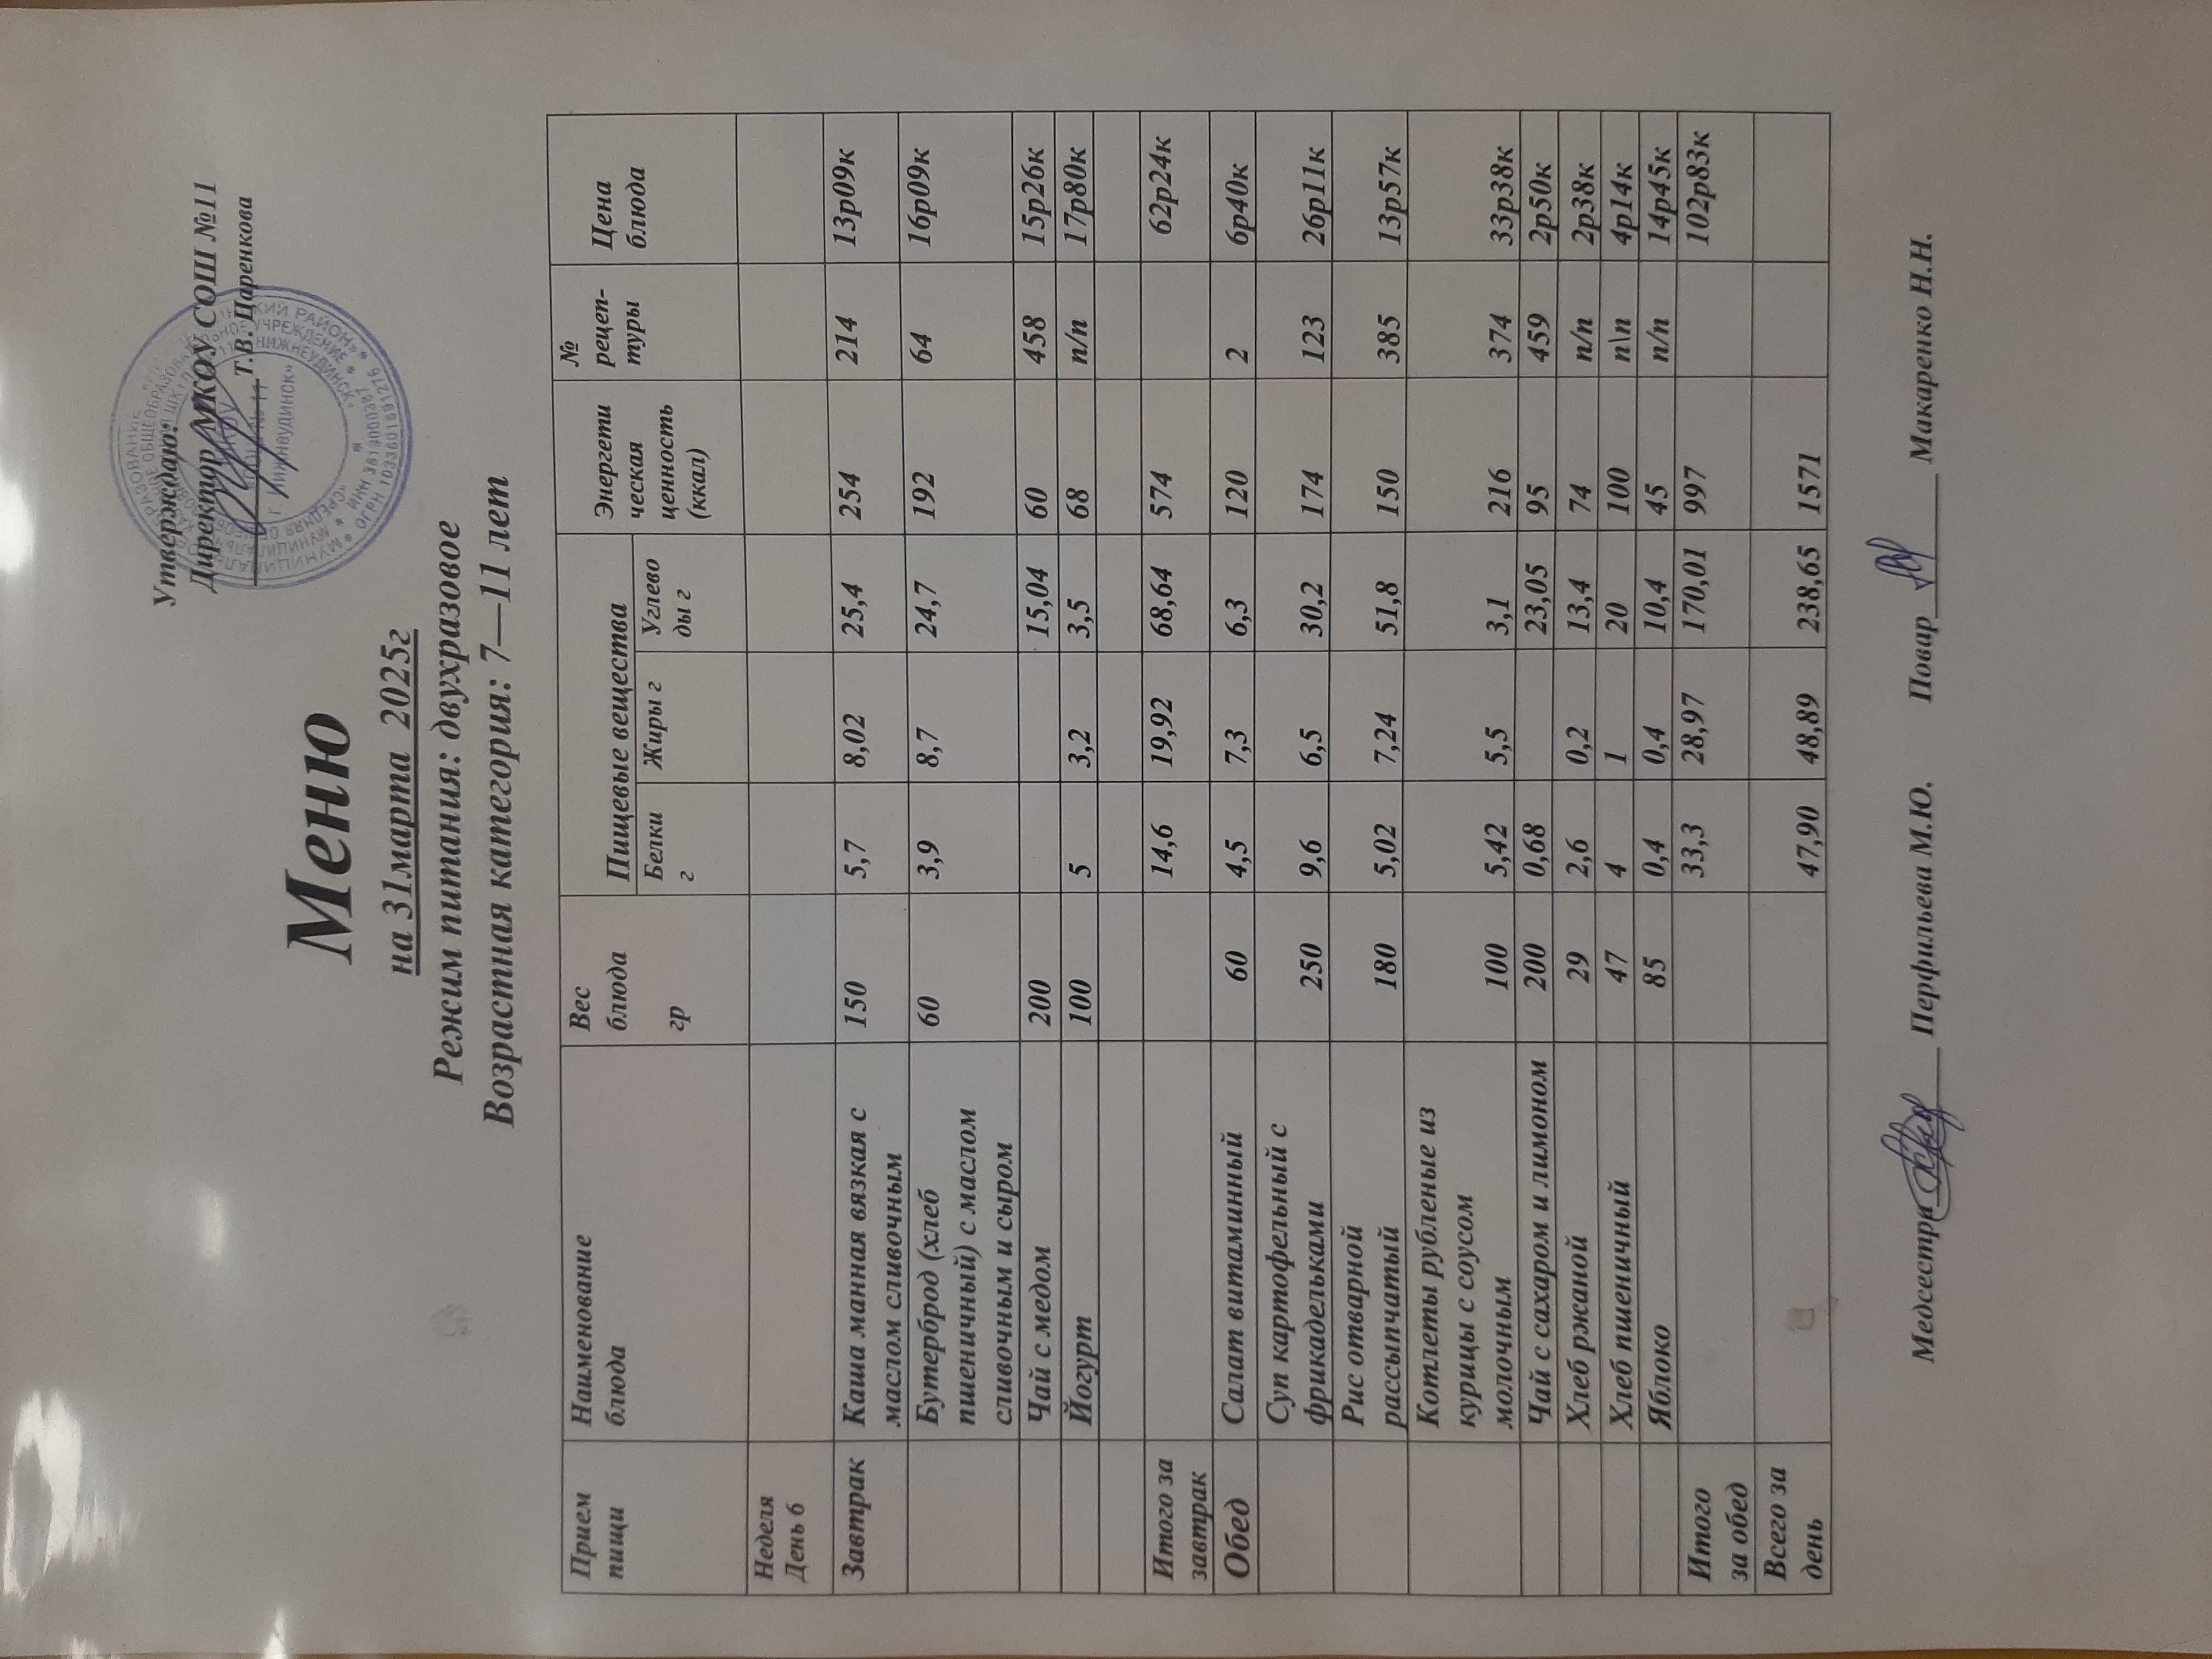 Утверждаю:
Директор МКОУ СОШ №11
Т.В. Царенкова
Меню
на 31марта 2025г
Режим питания: двухразовое
Возрастная категория: 7—11 лет
Прием пищи | Наименование блюда | Вес блюда гр | Пищевые вещества | Энергети ческая ценность (ккал) | № рецеп- туры | Цена блюда
Белки г | Жиры г | Углево ды г
Неделя День 6
Завтрак | Каша манная вязкая с маслом сливочным | 150 | 5,7 | 8,02 | 25,4 | 254 | 214 | 13р09к
Бутерброд (хлеб пшеничный) с маслом сливочным и сыром | 60 | 3,9 | 8,7 | 24,7 | 192 | 64 | 16р09к
Чай с медом | 200 | 15,04 | 60 | 458 | 15р26к
Йогурт | 100 | 5 | 3,2 | 3,5 | 68 | п/п | 17р80к
Итого за завтрак | 14,6 | 19,92 | 68,64 | 574 | 62р24к
Обед | Салат витаминный | 60 | 4,5 | 7,3 | 6,3 | 120 | 2 | 6р40к
Суп картофельный с фрикадельками | 250 | 9,6 | 6,5 | 30,2 | 174 | 123 | 26р11к
Рис отварной рассыпчатый | 180 | 5,02 | 7,24 | 51,8 | 150 | 385 | 13р57к
Котлеты рубленые из курицы с соусом молочным | 100 | 5,42 | 5,5 | 3,1 | 216 | 374 | 33р38к
Чай с сахаром и лимоном | 200 | 0,68 | 23,05 | 95 | 459 | 2р50к
Хлеб ржаной | 29 | 2,6 | 0,2 | 13,4 | 74 | п/п | 2р38к
Хлеб пшеничный | 47 | 4 | 1 | 20 | 100 | п\п | 4р14к
Яблоко | 85 | 0,4 | 0,4 | 10,4 | 45 | п/п | 14р45к
Итого за обед | 33,3 | 28,97 | 170,01 | 997 | 102р83к
Всего за день | 47,90 | 48,89 | 238,65 | 1571
Медсестра Перфильева М.Ю. Повар Макаренко Н.Н.